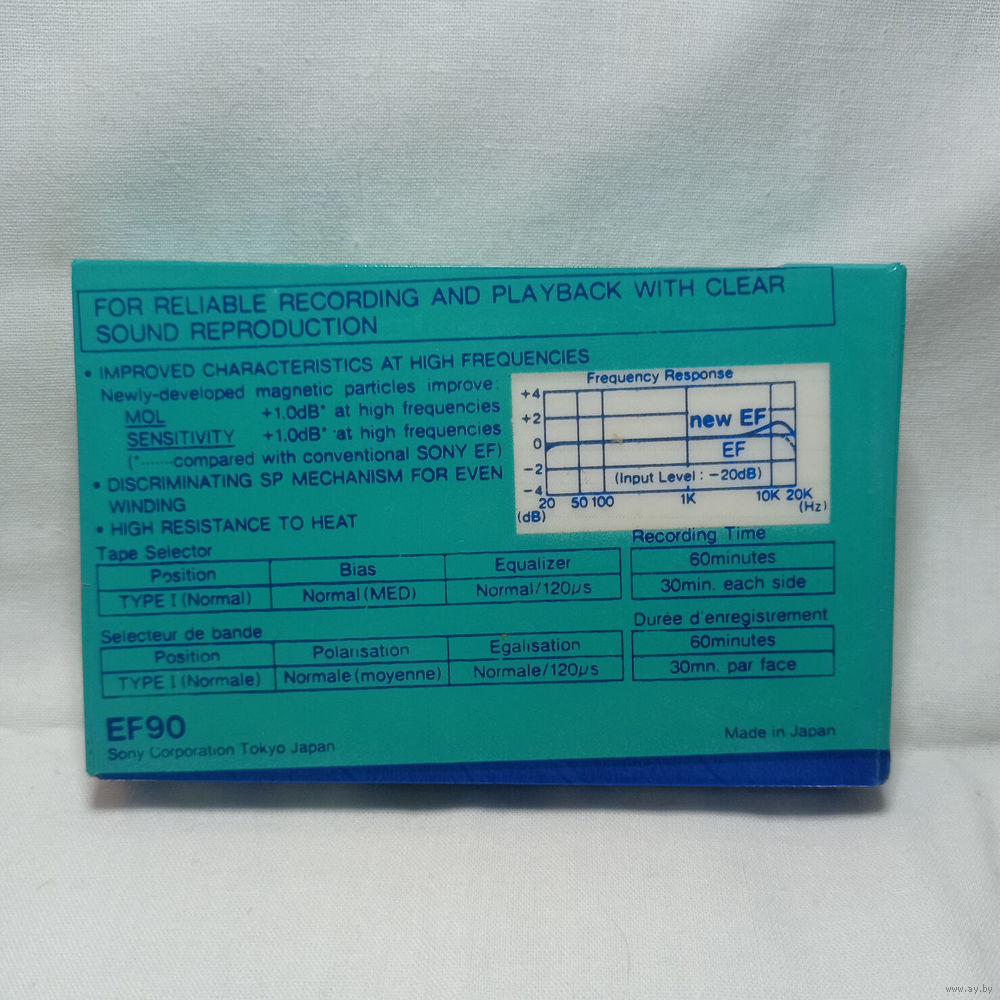 FOR RELIABLE RECORDING AND PLAYBACK WITH CLEAR
SOUND REPRODUCTION
• IMPROVED CHARACTERISTICS AT HIGH FREQUENCIES
Newly-developed magnetic particles improve:
MOL +1.0dB* at high frequencies
SENSITIVITY +1.0dB* at high frequencies
(*......compared with conventional SONY EF)
• DISCRIMINATING SP MECHANISM FOR EVEN
WINDING
• HIGH RESISTANCE TO HEAT
Frequency Response
+4
+2
0
−2
−4
new EF
EF
(Input Level: −20dB)
20 50 100 1K 10K 20K
(dB) (Hz)
Tape Selector
Position Bias Equalizer
TYPE I (Normal) Normal (MED) Normal/120µs
Recording Time
60minutes
30min. each side
Selecteur de bande
Position Polarisation Egalisation
TYPE I (Normale) Normale (moyenne) Normale/120µs
Durée d'enregistrement
60minutes
30mn. par face
EF90
Sony Corporation Tokyo Japan
Made in Japan
www.ay.by